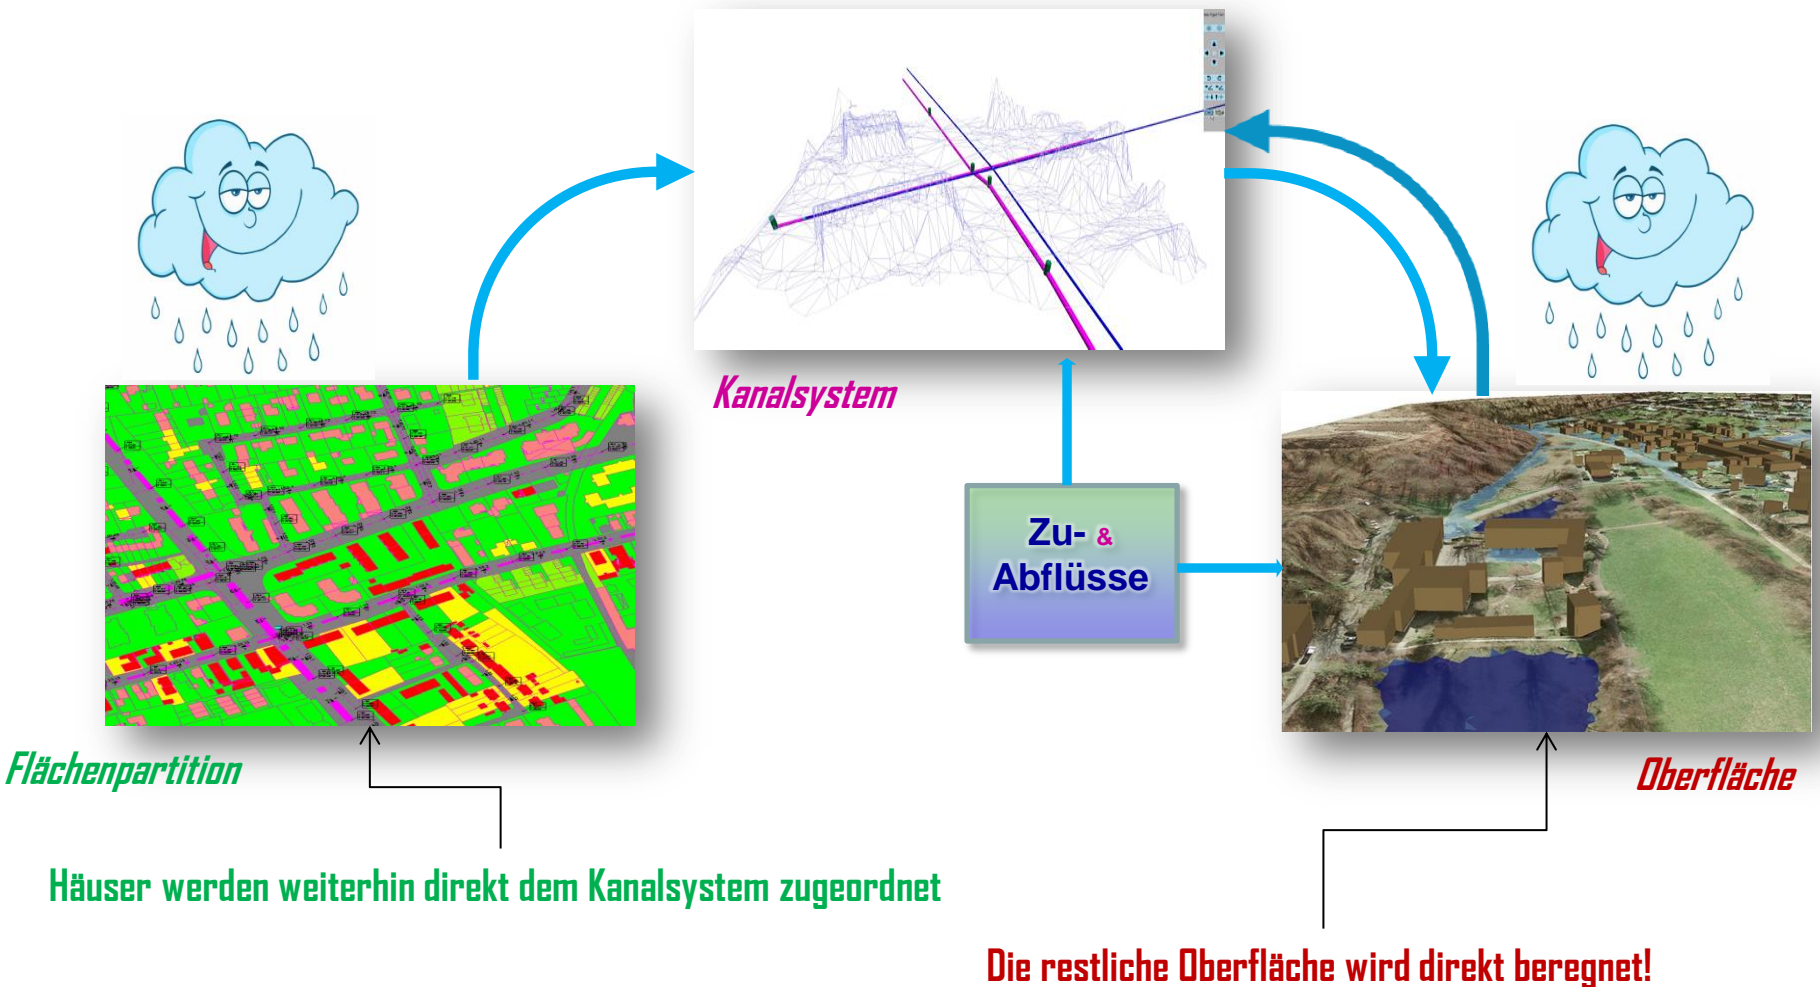 Kanalsystem
Zu- &
Abflüsse
Flächenpartition
Oberfläche
Häuser werden weiterhin direkt dem Kanalsystem zugeordnet
Die restliche Oberfläche wird direkt beregnet!